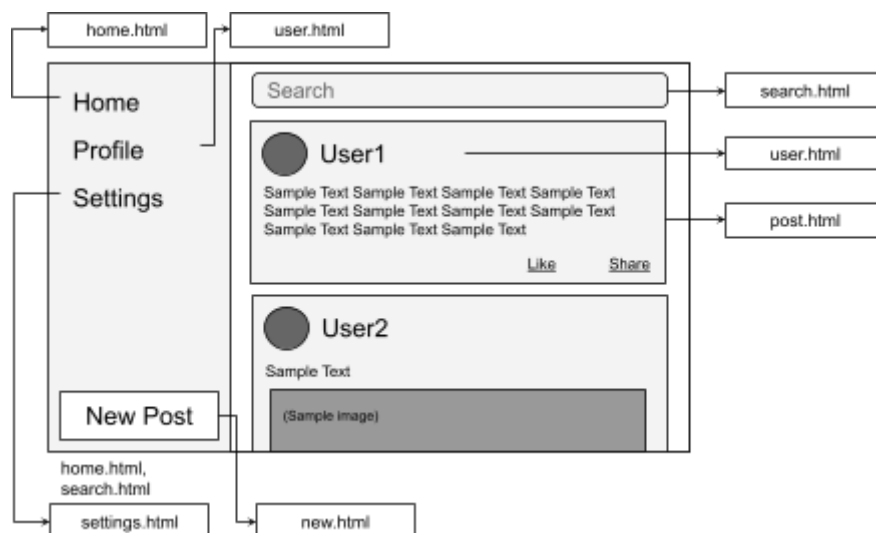 home.html
user.html
Home
Profile
Settings
New Post
Search
User1
Sample Text Sample Text Sample Text Sample Text
Sample Text Sample Text Sample Text Sample Text
Sample Text Sample Text Sample Text
Like
Share
User2
Sample Text
(Sample image)
search.html
user.html
post.html
home.html,
search.html
settings.html
new.html